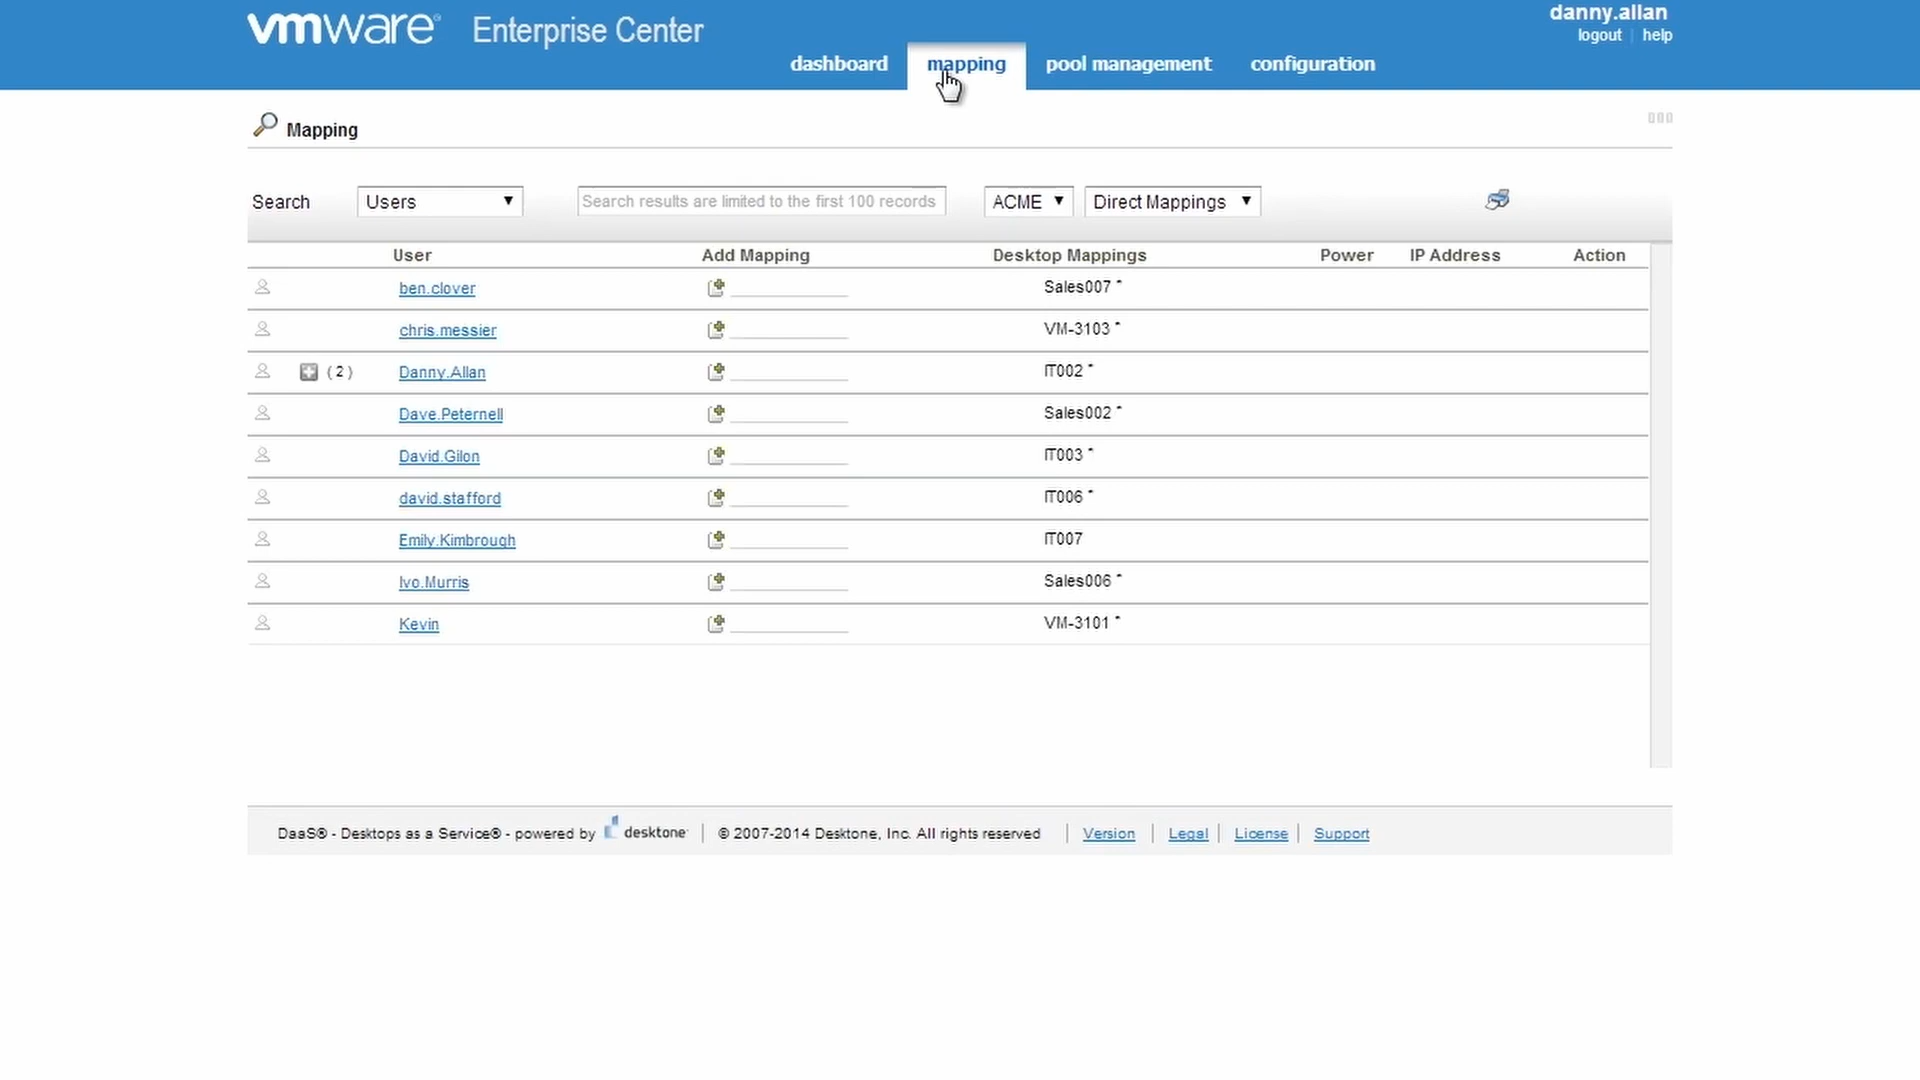 vmware® Enterprise Center
danny.allan
logout | help
dashboard mapping pool management configuration
Mapping
Search Users Search results are limited to the first 100 records ACME Direct Mappings
User Add Mapping Desktop Mappings Power IP Address Action
ben.clover Sales007 *
chris.messier VM-3103 *
(2) Danny.Allan IT002 *
Dave.Peternell Sales002 *
David.Gilon IT003 *
david.stafford IT006 *
Emily.Kimbrough IT007
Ivo.Murris Sales006 *
Kevin VM-3101 *
DaaS® - Desktops as a Service® - powered by desktone | © 2007-2014 Desktone, Inc. All rights reserved | Version | Legal | License | Support